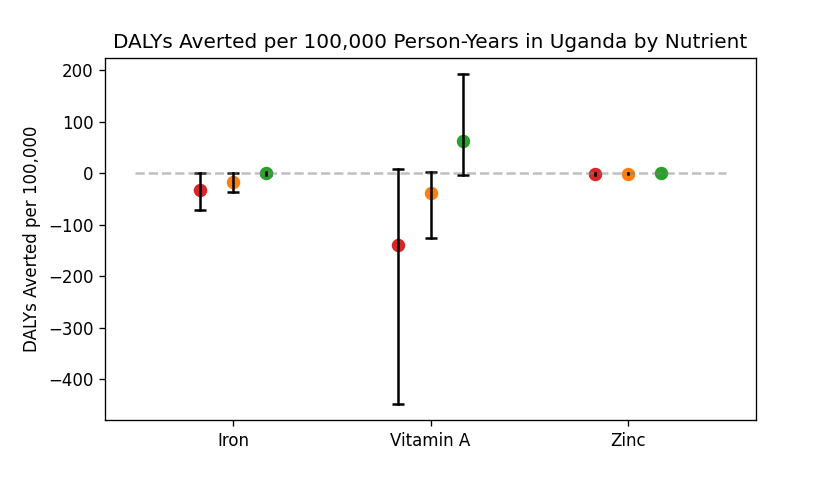 DALYs Averted per 100,000 Person-Years in Uganda by Nutrient
DALYs Averted per 100,000
200
100
0
−100
−200
−300
−400
Iron
Vitamin A
Zinc